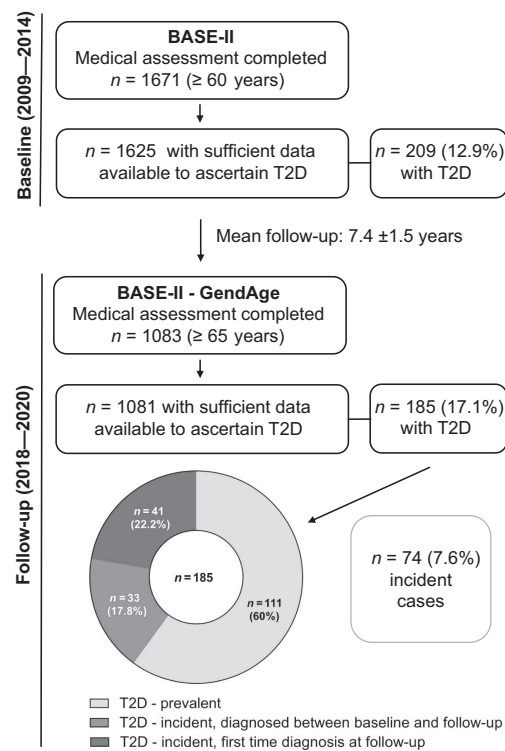 Baseline (2009—2014)
BASE-II
Medical assessment completed
n = 1671 (≥ 60 years)
n = 1625 with sufficient data
available to ascertain T2D
n = 209 (12.9%)
with T2D
Mean follow-up: 7.4 ±1.5 years
Follow-up (2018—2020)
BASE-II - GendAge
Medical assessment completed
n = 1083 (≥ 65 years)
n = 1081 with sufficient data
available to ascertain T2D
n = 185 (17.1%)
with T2D
n = 41
(22.2%)
n = 185
n = 33
(17.8%)
n = 111
(60%)
n = 74 (7.6%)
incident
cases
T2D - prevalent
T2D - incident, diagnosed between baseline and follow-up
T2D - incident, first time diagnosis at follow-up